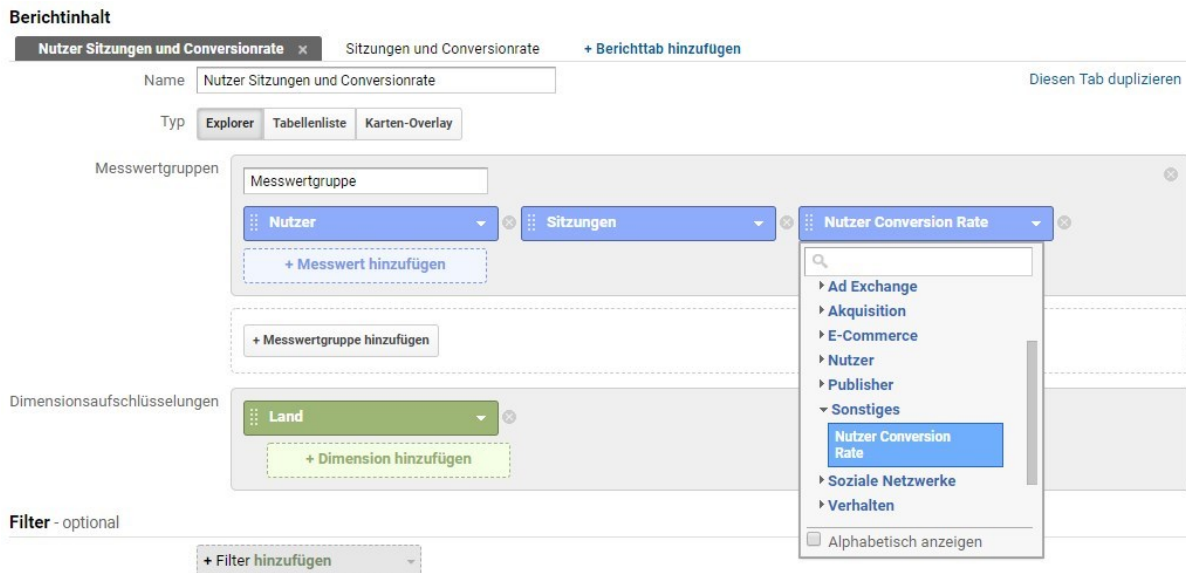 Berichtinhalt
Nutzer Sitzungen und Conversionrate x Sitzungen und Conversionrate + Berichttab hinzufügen
Name Nutzer Sitzungen und Conversionrate Diesen Tab duplizieren
Typ Explorer Tabellenliste Karten-Overlay
Messwertgruppen
Messwertgruppe
Nutzer Sitzungen Nutzer Conversion Rate
+ Messwert hinzufügen
Ad Exchange
Akquisition
E-Commerce
Nutzer
Publisher
Sonstiges
Nutzer Conversion
Rate
Soziale Netzwerke
Verhalten
Alphabetisch anzeigen
+ Messwertgruppe hinzufügen
Dimensionsaufschlüsselungen
Land
+ Dimension hinzufügen
Filter - optional
+ Filter hinzufügen